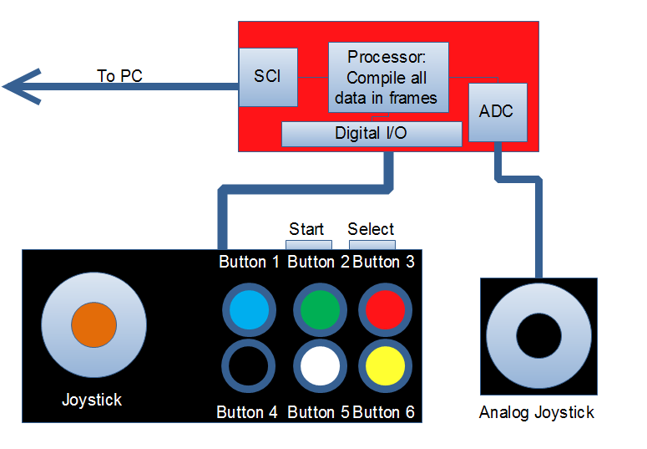 To PC
SCI
Processor:
Compile all
data in frames
ADC
Digital I/O
Start Select
Button 1 Button 2 Button 3
Joystick
Button 4 Button 5 Button 6
Analog Joystick